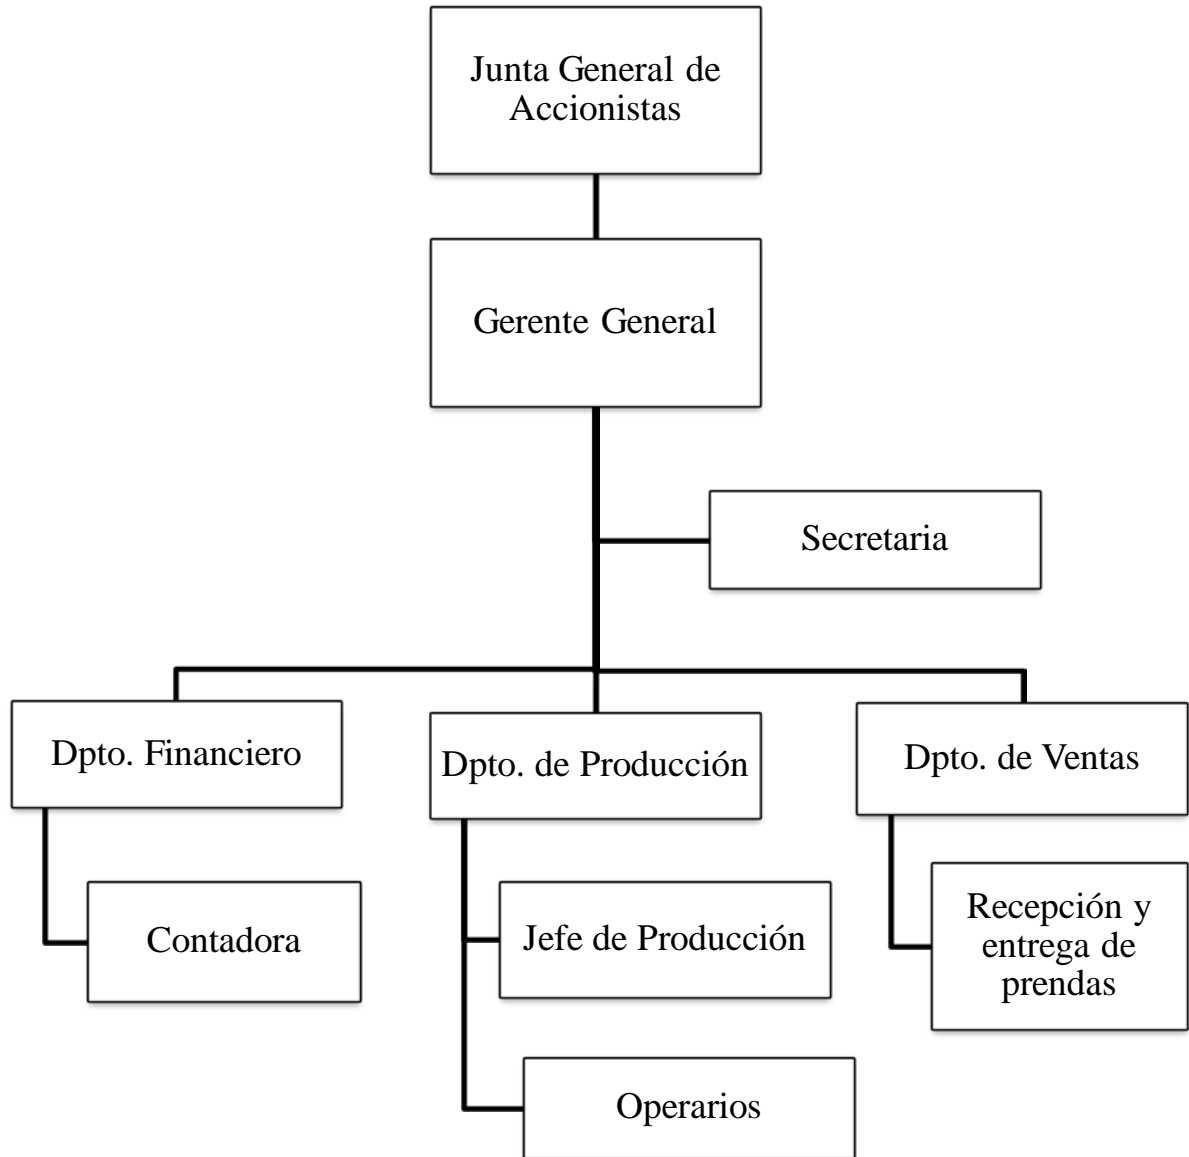 Junta General de
Accionistas
Gerente General
Secretaria
Dpto. Financiero
Dpto. de Producción
Dpto. de Ventas
Contadora
Jefe de Producción
Recepción y
entrega de
prendas
Operarios